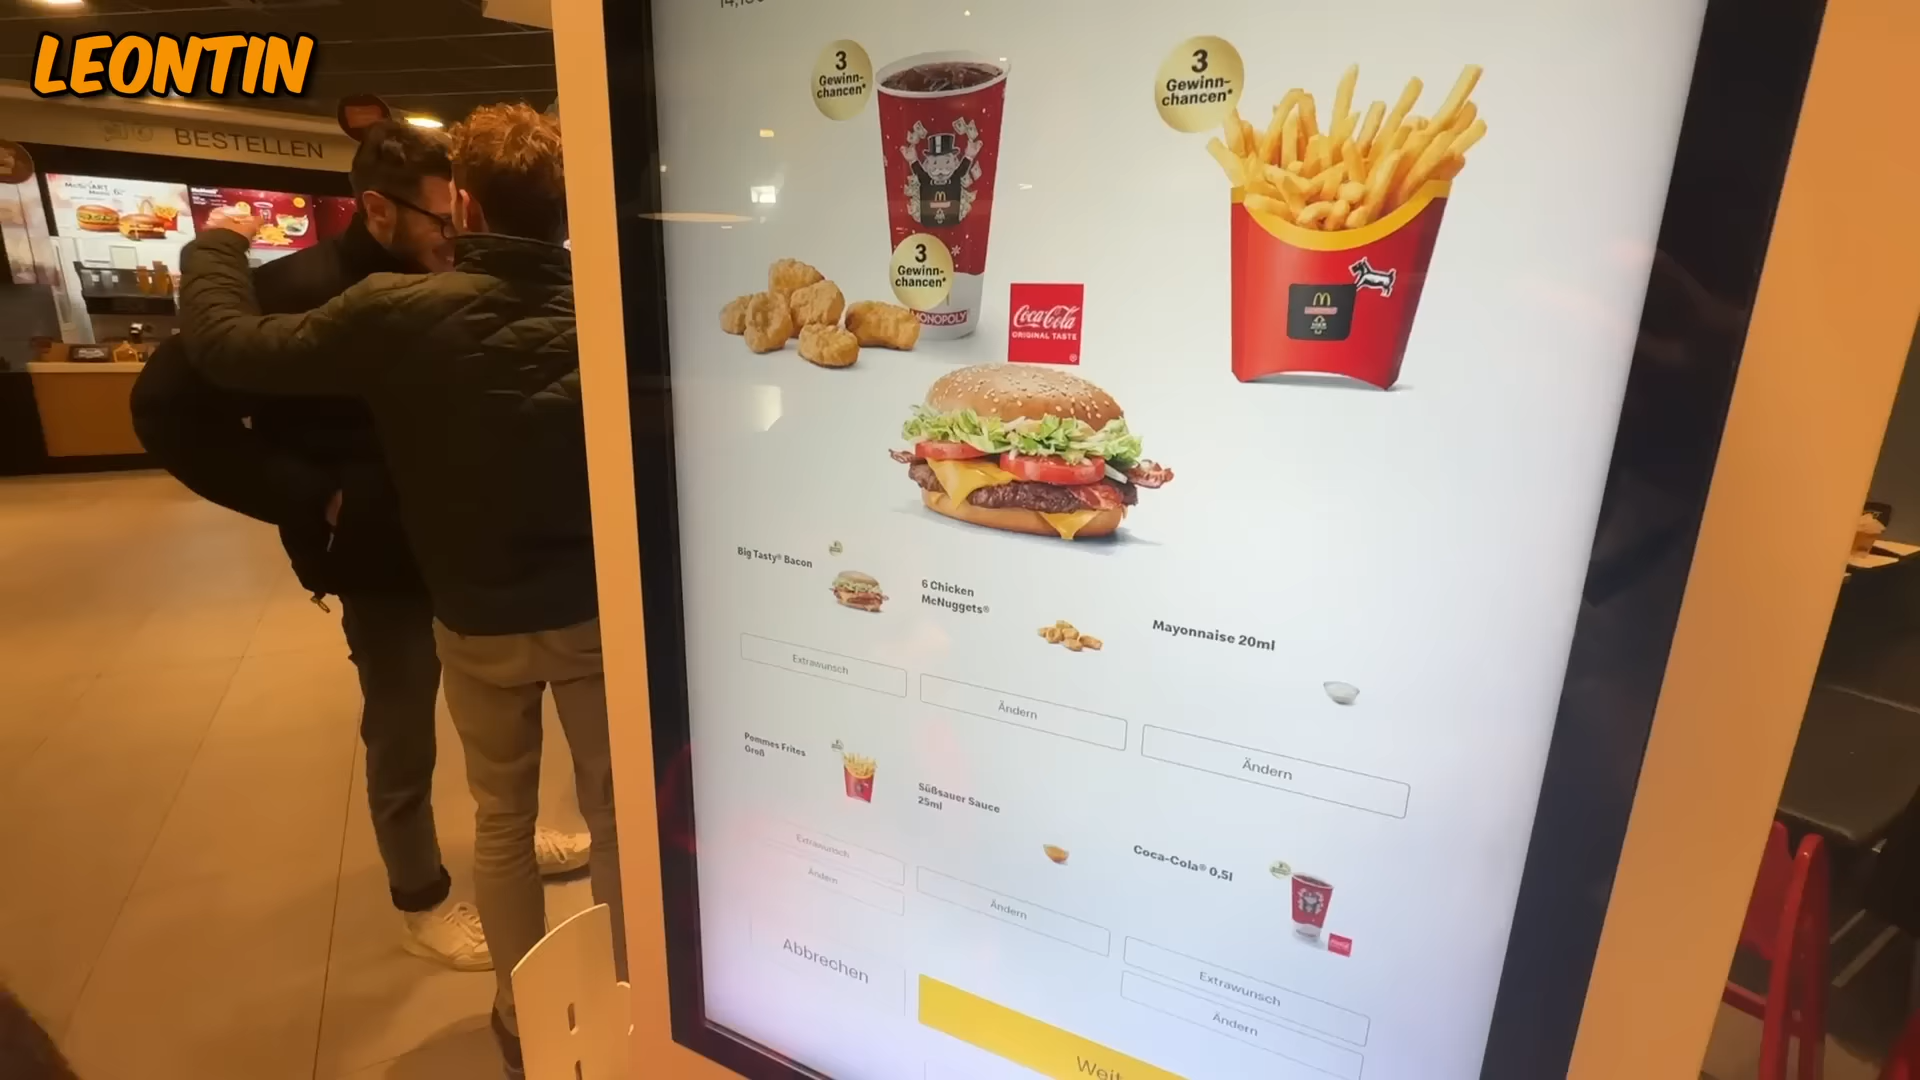 LEONTIN
BESTELLEN
3
Gewinn-
chancen*
3
Gewinn-
chancen*
3
Gewinn-
chancen*
MONOPOLY
Coca-Cola
ORIGINAL TASTE
Big Tasty® Bacon
6 Chicken
McNuggets®
Mayonnaise 20ml
Extrawunsch
Ändern
Ändern
Pommes Frites
Groß
Süßsauer Sauce
25ml
Coca-Cola® 0,5l
Extrawunsch
Ändern
Ändern
Extrawunsch
Ändern
Abbrechen
Weit